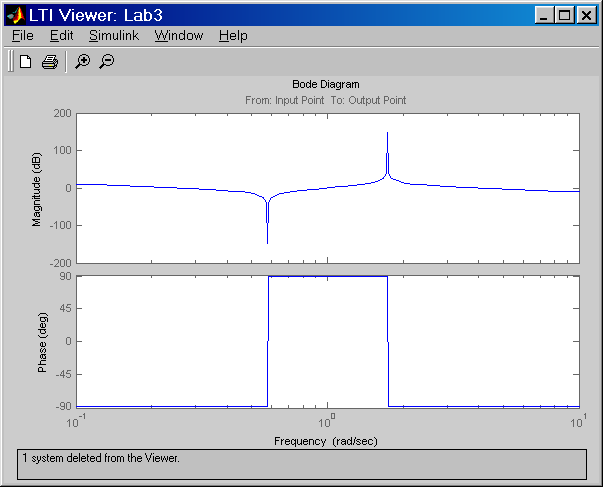 LTI Viewer: Lab3
File Edit Simulink Window Help
Bode Diagram
From: Input Point To: Output Point
Magnitude (dB)
200
100
0
-100
-200
Phase (deg)
90
45
0
-45
-90
10^-1
10^0
10^1
Frequency (rad/sec)
1 system deleted from the Viewer.